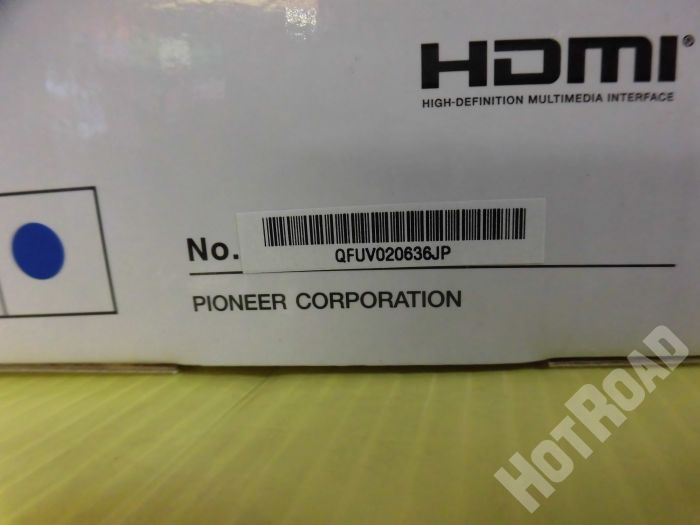 HDMI®
HIGH-DEFINITION MULTIMEDIA INTERFACE
No.
QFUV020636JP
PIONEER CORPORATION
HOTROAD